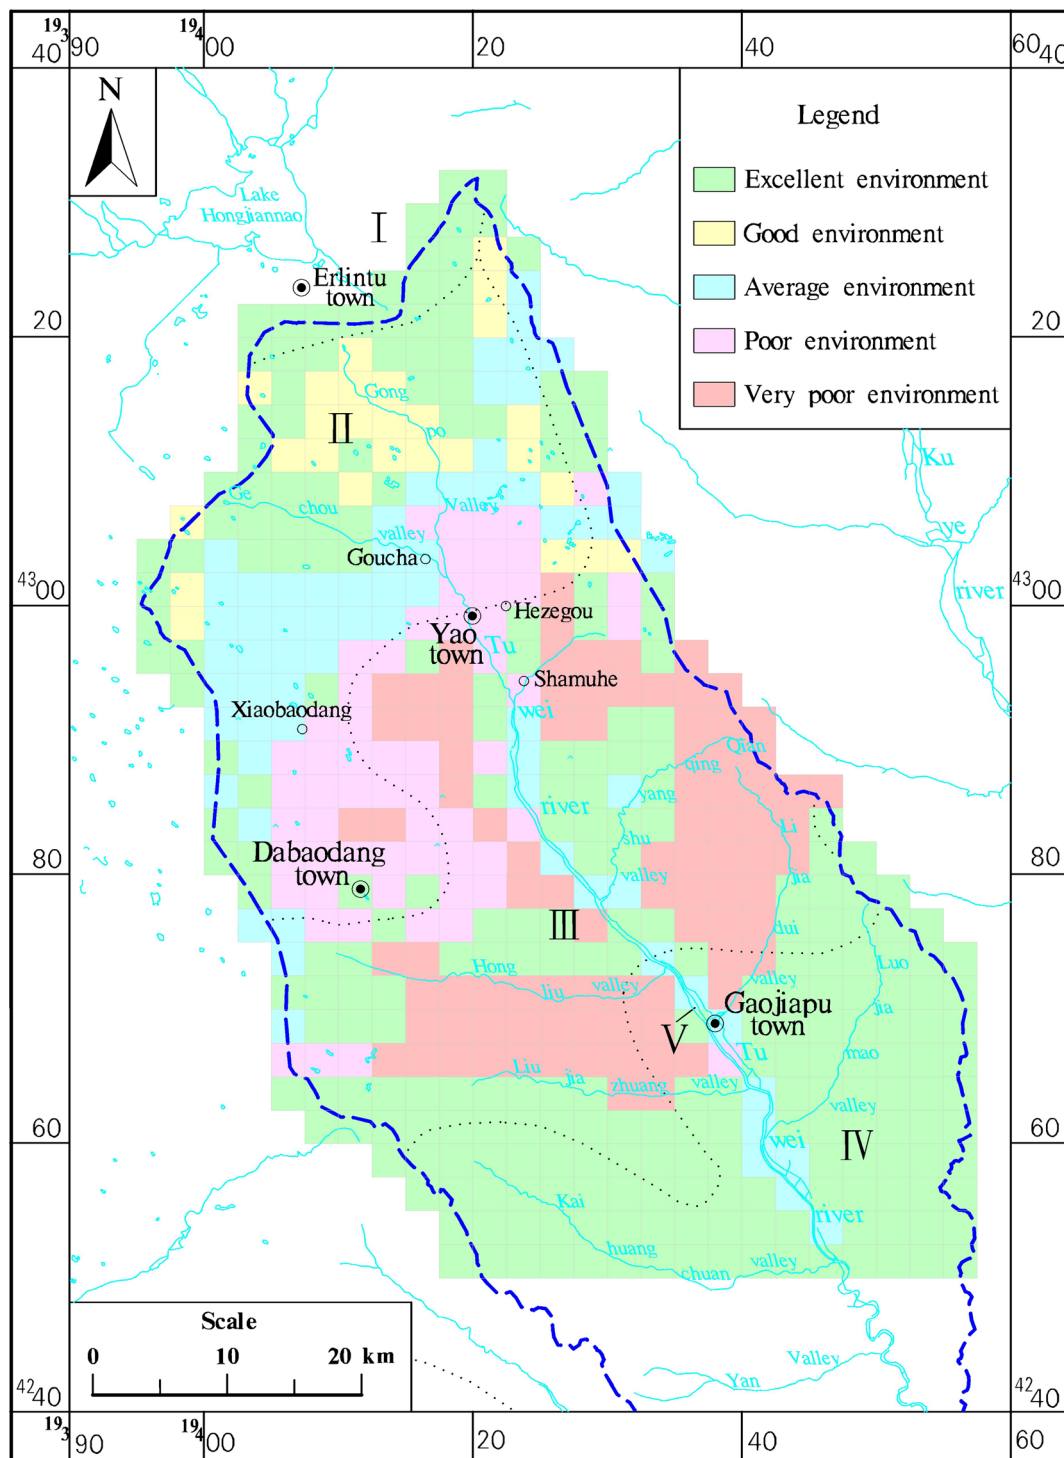 19 3 90
19 4 00
20
40
60
40
40
N
Legend
Excellent environment
Good environment
Average environment
Poor environment
Very poor environment
Lake
Hongjiannao
I
Erlintu
town
20
20
Gong
po
Valley
II
Ge
chou
valley
Goucha
Ku
ye
river
43 00
43 00
Hezegou
Yao
town
Tu
Shamuhe
wei
river
Xiaobaodang
Qian
qing
yang
shu
valley
Li
jia
dui
valley
80
80
Dabaodang
town
III
Hong
liu
valley
Luo
jia
mao
valley
Gaojiapu
town
V
Tu
Liu
jia
zhuang
valley
60
60
wei
IV
river
Kai
huang
chuan
valley
Scale
0
10
20 km
Yan
Valley
42 40
42 40
19 3 90
19 4 00
20
40
60